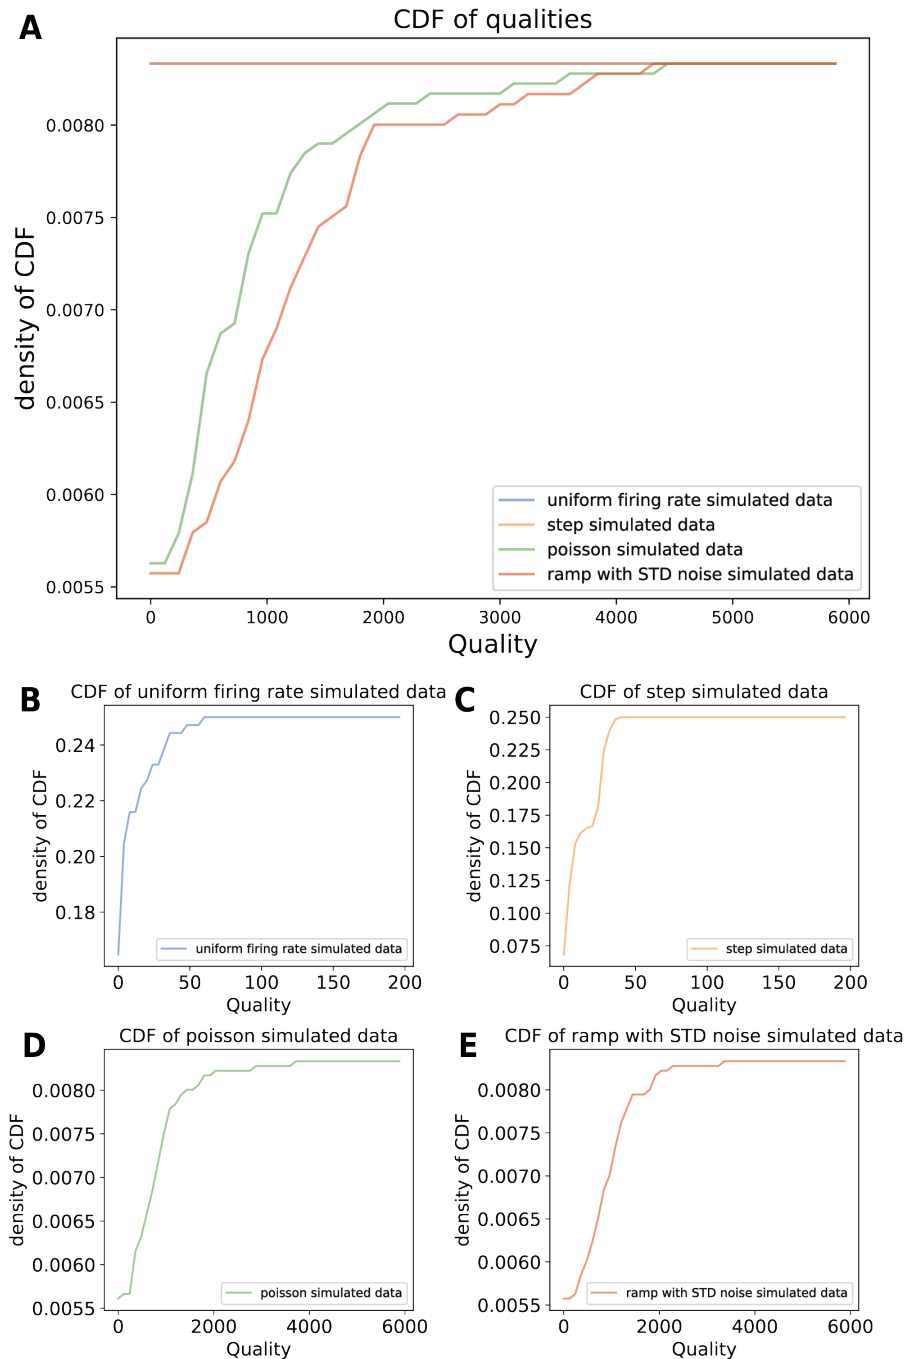 A
CDF of qualities
density of CDF
0.0080
0.0075
0.0070
0.0065
0.0060
0.0055
uniform firing rate simulated data
step simulated data
poisson simulated data
ramp with STD noise simulated data
0 1000 2000 3000 4000 5000 6000
Quality
B
CDF of uniform firing rate simulated data
density of CDF
0.24
0.22
0.20
0.18
uniform firing rate simulated data
0 50 100 150 200
Quality
C
CDF of step simulated data
density of CDF
0.250
0.225
0.200
0.175
0.150
0.125
0.100
0.075
step simulated data
0 50 100 150 200
Quality
D
CDF of poisson simulated data
density of CDF
0.0080
0.0075
0.0070
0.0065
0.0060
0.0055
poisson simulated data
0 2000 4000 6000
Quality
E
CDF of ramp with STD noise simulated data
density of CDF
0.0080
0.0075
0.0070
0.0065
0.0060
0.0055
ramp with STD noise simulated data
0 2000 4000 6000
Quality